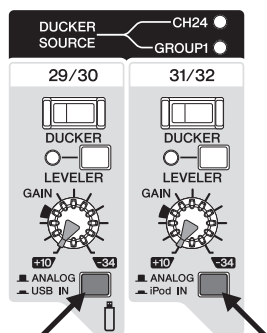 DUCKER SOURCE
CH24
GROUP1
29/30
31/32
DUCKER
DUCKER
LEVELER
LEVELER
GAIN
GAIN
+10
-34
+10
-34
ANALOG
USB IN
ANALOG
iPod IN